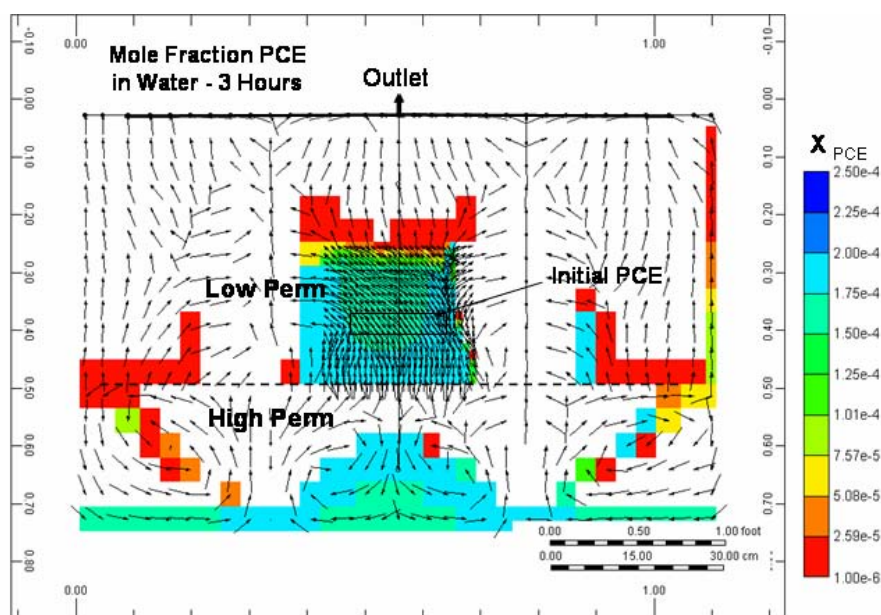 0.00
1.00
-0.10
-0.10
Mole Fraction PCE
in Water - 3 Hours
Outlet
0.00
0.00
0.10
0.10
X PCE
2.50e-4
2.25e-4
2.00e-4
1.75e-4
1.50e-4
1.25e-4
1.01e-4
7.57e-5
5.08e-5
2.59e-5
1.00e-6
0.20
0.20
Low Perm
Initial PCE
0.30
0.30
0.40
0.40
0.50
0.50
High Perm
0.60
0.60
0.70
0.70
0.00 0.50 1.00 foot
0.00 15.00 30.00 cm
0.80
0.00
1.00